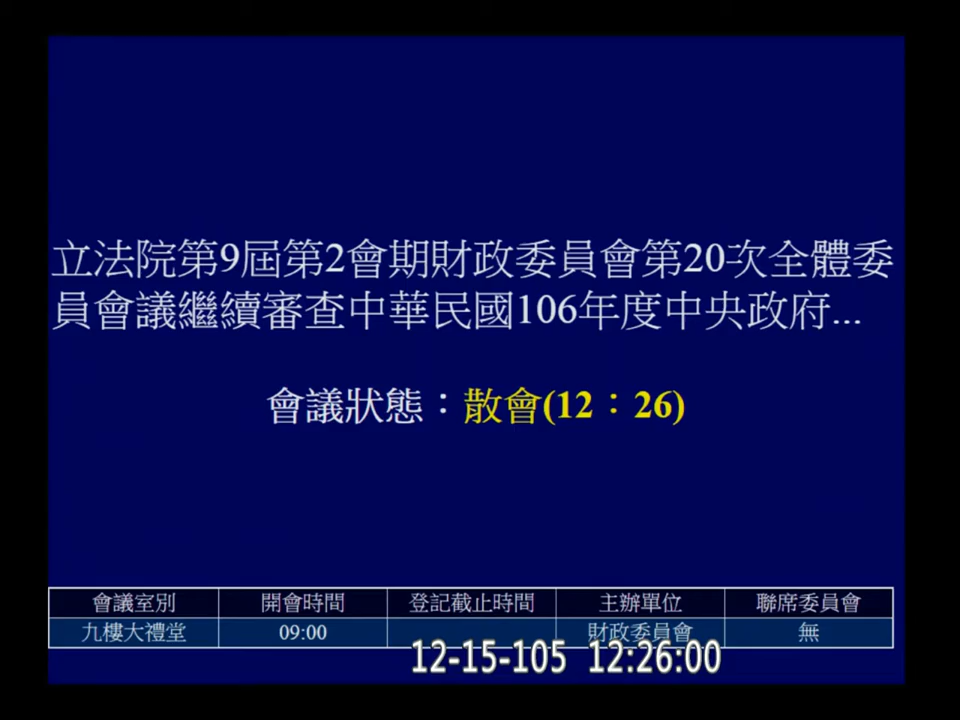 立法院第9屆第2會期財政委員會第20次全體委
員會議繼續審查中華民國106年度中央政府...
會議狀態：散會(12：26)
會議室別 開會時間 登記截止時間 主辦單位 聯席委員會
九樓大禮堂 09:00 財政委員會 無
12-15-105 12:26:00